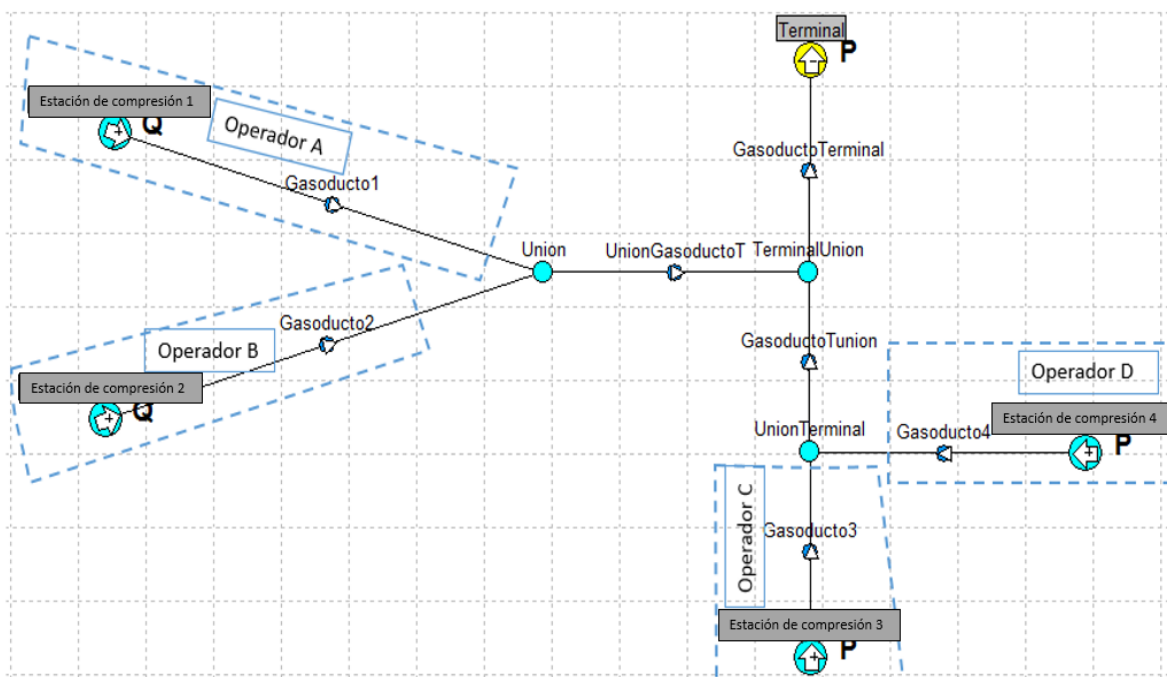 Terminal
P
Estación de compresión 1
Q
Operador A
GasoductoTerminal
Gasoducto1
Union
UnionGasoductoT
TerminalUnion
Gasoducto2
Operador B
GasoductoTunion
Operador D
Estación de compresión 2
Q
Estación de compresión 4
UnionTerminal
Gasoducto4
P
Operador C
Gasoducto3
Estación de compresión 3
P